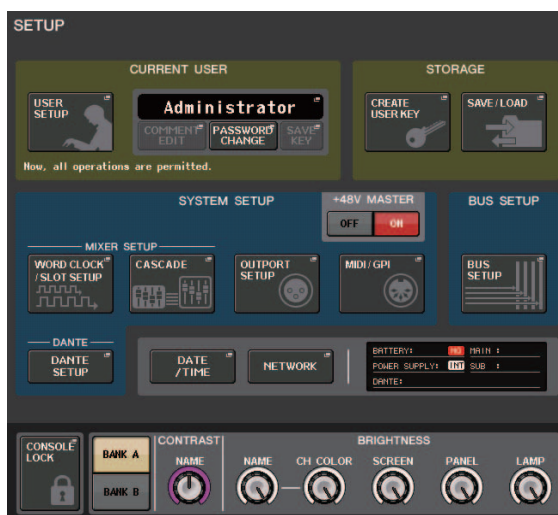 SETUP
CURRENT USER
STORAGE
USER SETUP
Administrator
COMMENT EDIT
PASSWORD CHANGE
SAVE KEY
CREATE USER KEY
SAVE/LOAD
Now, all operations are permitted.
SYSTEM SETUP
+48V MASTER
OFF
ON
BUS SETUP
MIXER SETUP
WORD CLOCK /SLOT SETUP
CASCADE
OUTPORT SETUP
MIDI/GPI
BUS SETUP
DANTE
DANTE SETUP
DATE /TIME
NETWORK
BATTERY: NO MAIN :
POWER SUPPLY: INT SUB :
DANTE:
CONSOLE LOCK
BANK A
BANK B
CONTRAST
NAME
BRIGHTNESS
NAME
CH COLOR
SCREEN
PANEL
LAMP